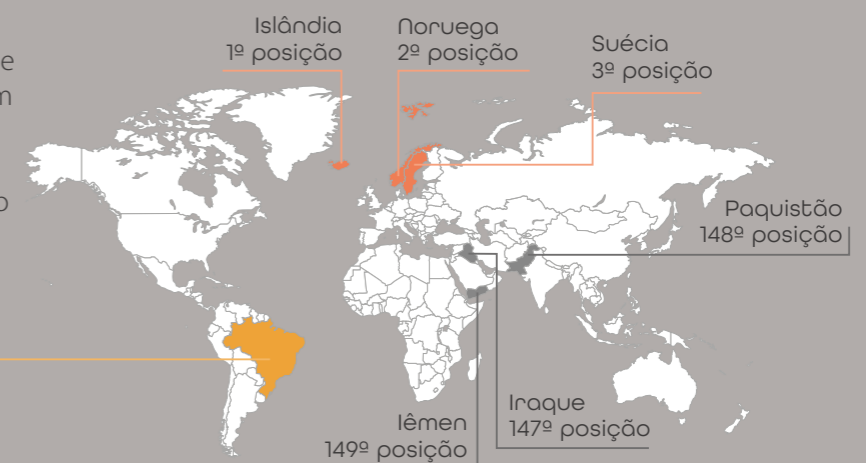 Islândia
1º posição
Noruega
2º posição
Suécia
3º posição
e
m
o
Paquistão
148º posição
Iraque
147º posição
Iêmen
149º posição